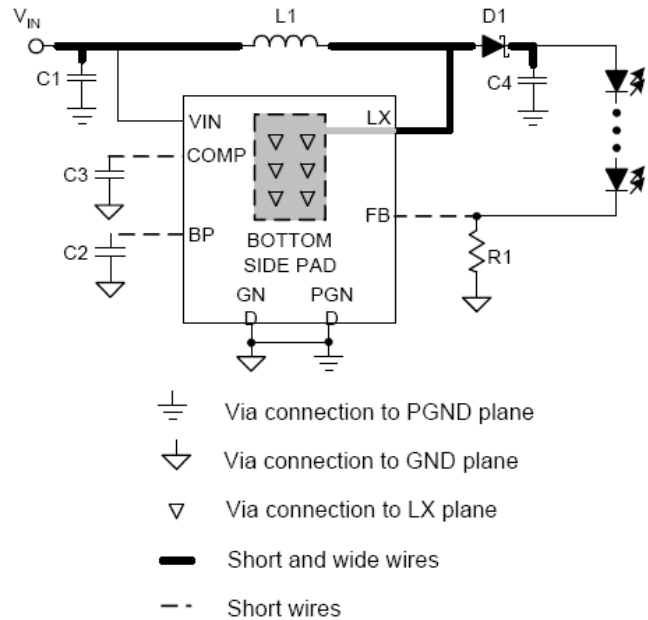 VIN
L1
D1
C1
C4
VIN
LX
COMP
C3
FB
BP
C2
BOTTOM
SIDE PAD
R1
GN
D
PGN
D
Via connection to PGND plane
Via connection to GND plane
Via connection to LX plane
Short and wide wires
Short wires